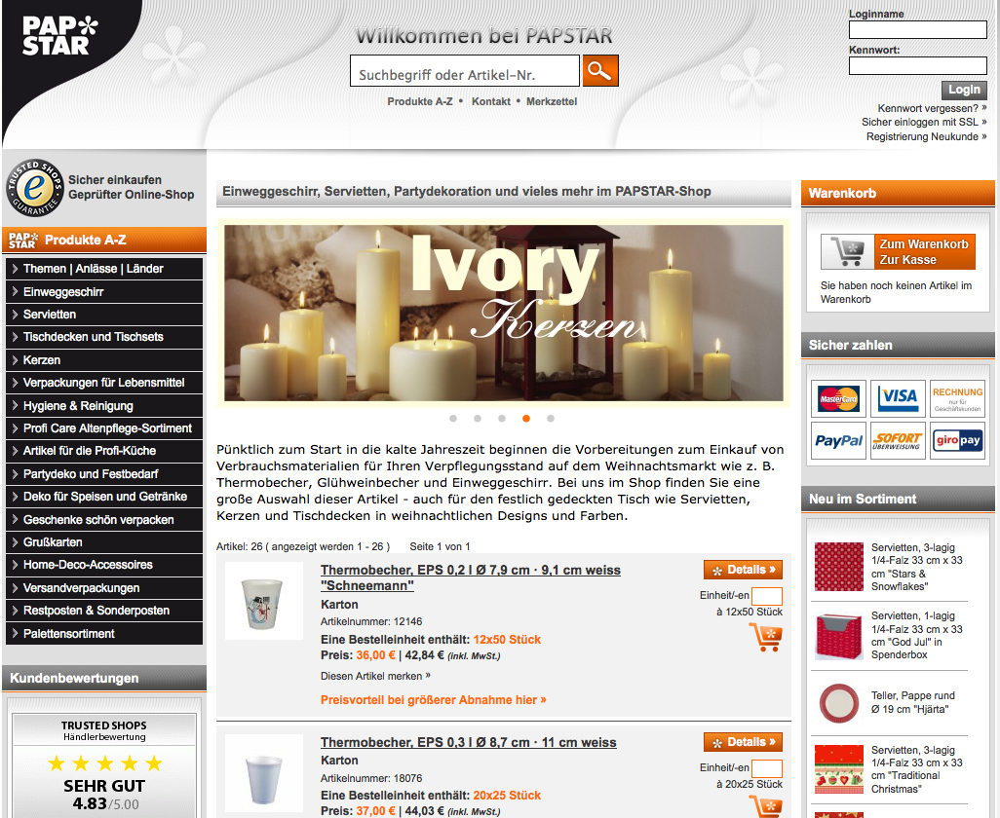 PAP STAR
Willkommen bei PAPSTAR
Suchbegriff oder Artikel-Nr.
Produkte A-Z • Kontakt • Merkzettel
Loginname
Kennwort:
Login
Kennwort vergessen? »
Sicher einloggen mit SSL »
Registrierung Neukunde »
TRUSTED SHOPS
GUARANTEE
Sicher einkaufen
Geprüfter Online-Shop
PAP STAR Produkte A-Z
Themen | Anlässe | Länder
Einweggeschirr
Servietten
Tischdecken und Tischsets
Kerzen
Verpackungen für Lebensmittel
Hygiene & Reinigung
Profi Care Altenpflege-Sortiment
Artikel für die Profi-Küche
Partydeko und Festbedarf
Deko für Speisen und Getränke
Geschenke schön verpacken
Grußkarten
Home-Deco-Accessoires
Versandverpackungen
Restposten & Sonderposten
Palettensortiment
Kundenbewertungen
TRUSTED SHOPS
Händlerbewertung
SEHR GUT
4.83/5.00
Einweggeschirr, Servietten, Partydekoration und vieles mehr im PAPSTAR-Shop
Ivory
Kerzen
Pünktlich zum Start in die kalte Jahreszeit beginnen die Vorbereitungen zum Einkauf von
Verbrauchsmaterialien für Ihren Verpflegungsstand auf dem Weihnachtsmarkt wie z. B.
Thermobecher, Glühweinbecher und Einweggeschirr. Bei uns im Shop finden Sie eine
große Auswahl dieser Artikel - auch für den festlich gedeckten Tisch wie Servietten,
Kerzen und Tischdecken in weihnachtlichen Designs und Farben.
Artikel: 26 ( angezeigt werden 1 - 26 ) Seite 1 von 1
Thermobecher, EPS 0,2 l Ø 7,9 cm · 9,1 cm weiss
"Schneemann"
Karton
Artikelnummer: 12146
Eine Bestelleinheit enthält: 12x50 Stück
Preis: 36,00 € | 42,84 € (inkl. MwSt.)
Diesen Artikel merken »
Preisvorteil bei größerer Abnahme hier »
Details »
Einheit/-en
à 12x50 Stück
Thermobecher, EPS 0,3 l Ø 8,7 cm · 11 cm weiss
Karton
Artikelnummer: 18076
Eine Bestelleinheit enthält: 20x25 Stück
Preis: 37,00 € | 44,03 € (inkl. MwSt.)
Details »
Einheit/-en
à 20x25 Stück
Warenkorb
Zum Warenkorb
Zur Kasse
Sie haben noch keinen Artikel im
Warenkorb
Sicher zahlen
MasterCard
VISA
RECHNUNG
nur für
Geschäftskunden
PayPal
SOFORT
ÜBERWEISUNG
giropay
Neu im Sortiment
Servietten, 3-lagig
1/4-Falz 33 cm x 33
cm "Stars &
Snowflakes"
Servietten, 1-lagig
1/4-Falz 33 cm x 33
cm "God Jul" in
Spenderbox
Teller, Pappe rund
Ø 19 cm "Hjärta"
Servietten, 3-lagig
1/4-Falz 33 cm x 33
cm "Traditional
Christmas"